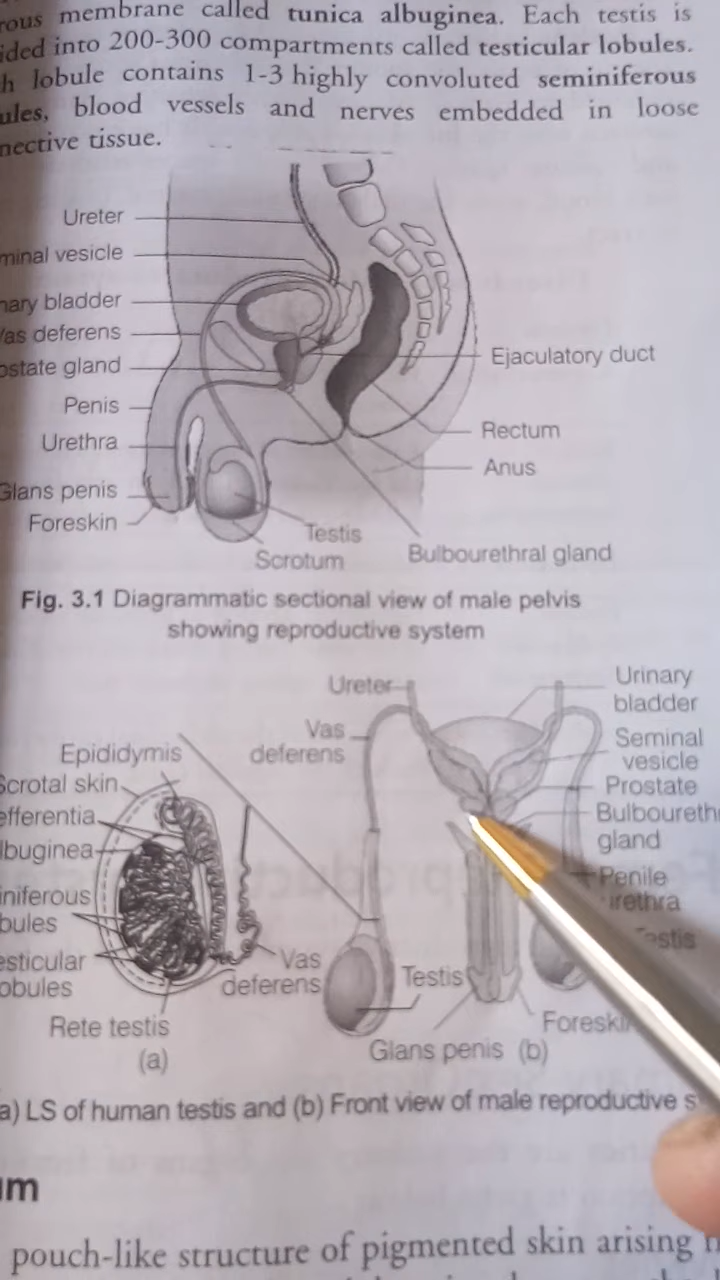 rous membrane called tunica albuginea. Each testis is
ided into 200-300 compartments called testicular lobules.
h lobule contains 1-3 highly convoluted seminiferous
ules, blood vessels and nerves embedded in loose
nective tissue.
Ureter
minal vesicle
nary bladder
Vas deferens
ostate gland
Penis
Urethra
Glans penis
Foreskin
Ejaculatory duct
Rectum
Anus
Testis
Scrotum
Bulbourethral gland
Fig. 3.1 Diagrammatic sectional view of male pelvis
showing reproductive system
Epididymis
Scrotal skin
efferentia
lbuginea
iniferous
bules
esticular
obules
Rete testis
(a)
Vas
deferens
Ureter
Vas
deferens
Testis
Glans penis (b)
Urinary
bladder
Seminal
vesicle
Prostate
Bulboureth
gland
Penile
urethra
estis
Foreski
a) LS of human testis and (b) Front view of male reproductive s
um
pouch-like structure of pigmented skin arising